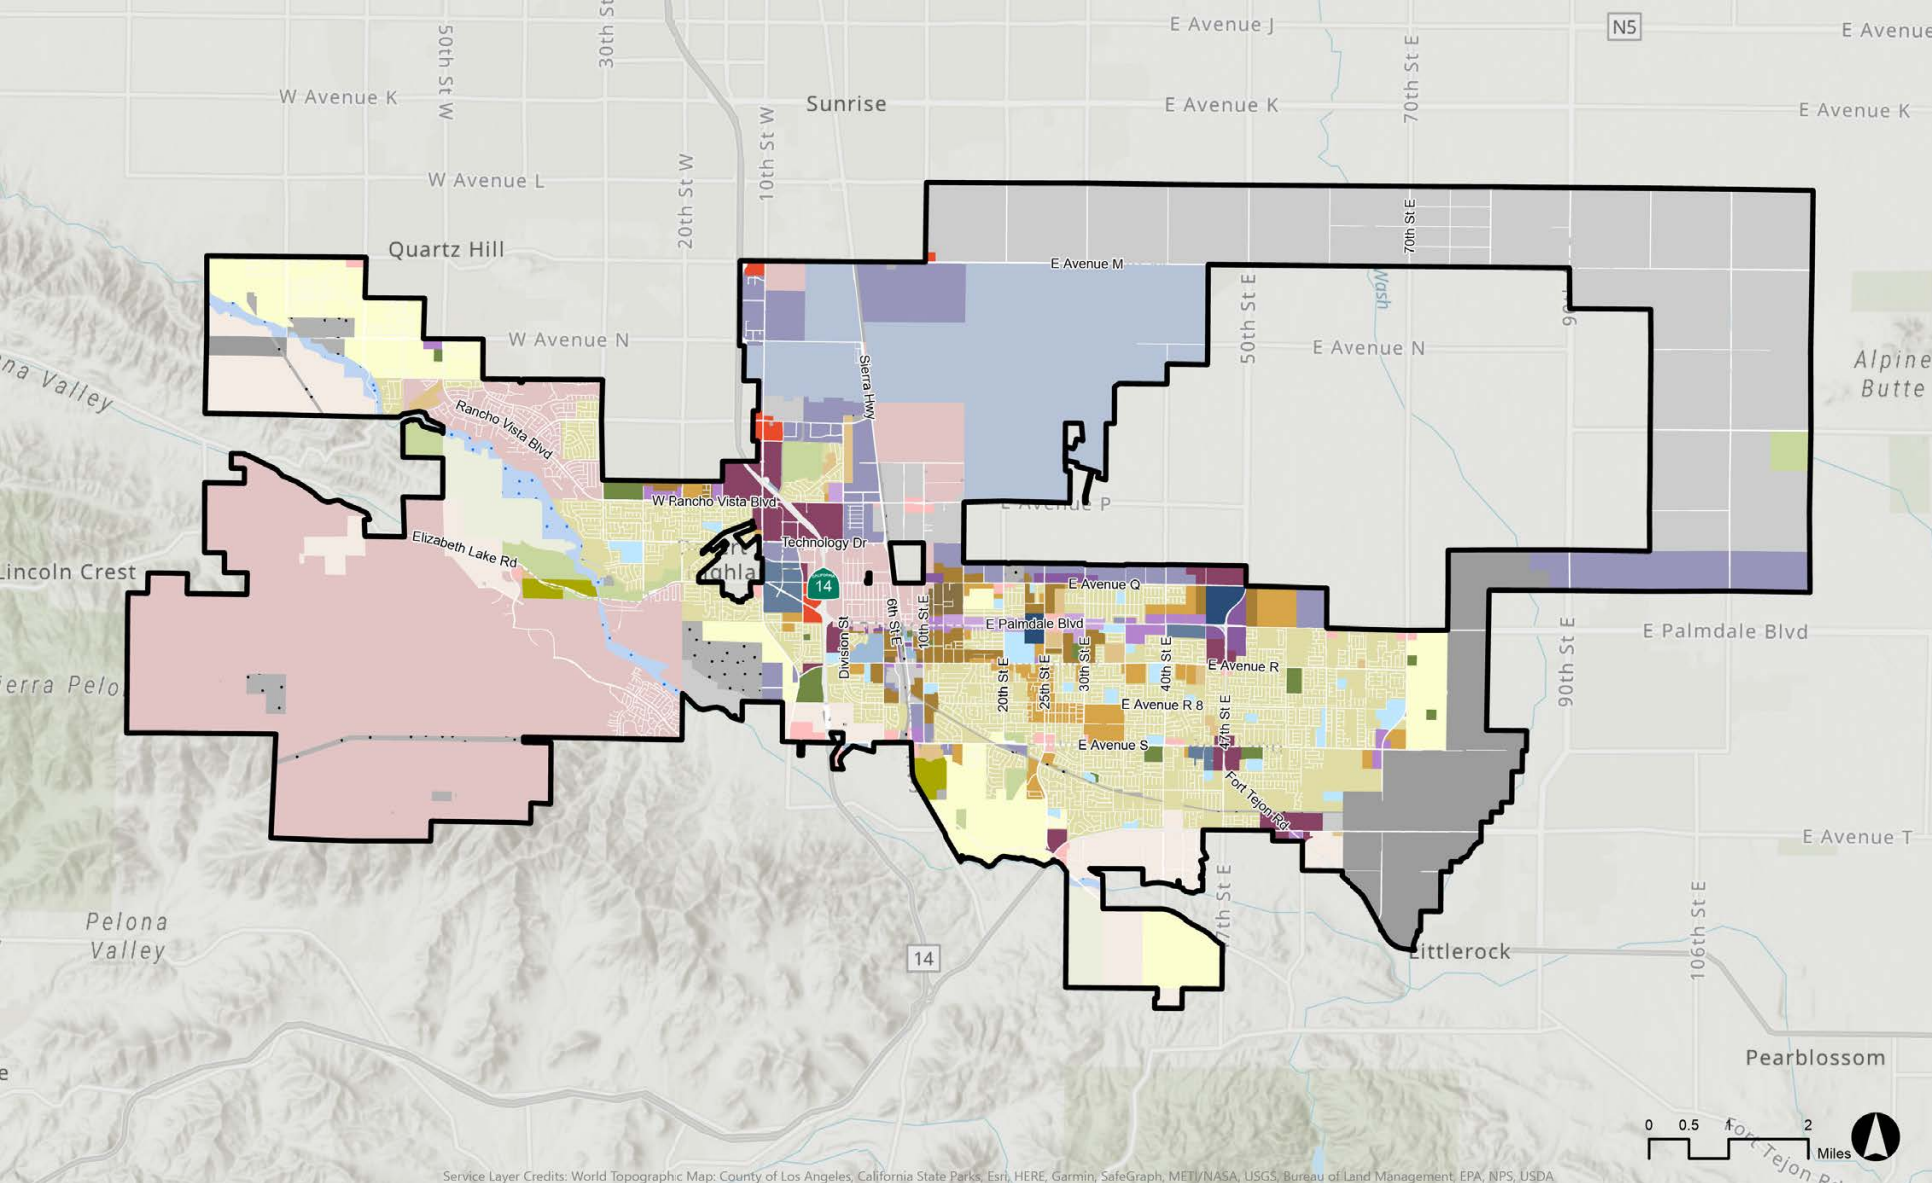 E Avenue J
N5
E Avenue
50th St W
30th St
70th St E
W Avenue K
Sunrise
E Avenue K
E Avenue K
10th St W
W Avenue L
20th St W
70th St E
Quartz Hill
E Avenue M
Wash
50th St E
W Avenue N
E Avenue N
Alpine
Butte
Sierra Hwy
Rancho Vista Blvd
W Rancho Vista Blvd
Technology Dr
Elizabeth Lake Rd
Lincoln Crest
CALIFORNIA
14
E Avenue Q
6th St E
10th St E
E Palmdale Blvd
E Palmdale Blvd
Division St
20th St E
25th St E
30th St E
40th St E
E Avenue R
90th St E
E Avenue R 8
47th St E
E Avenue S
Fort Tejon Rd
E Avenue T
Pelona
Valley
14
7th St E
Littlerock
106th St E
Pearblossom
0 0.5 1 2
Miles
Fort Tejon R
Service Layer Credits: World Topographic Map: County of Los Angeles, California State Parks, Esri, HERE, Garmin, SafeGraph, METI/NASA, USGS, Bureau of Land Management, EPA, NPS, USDA